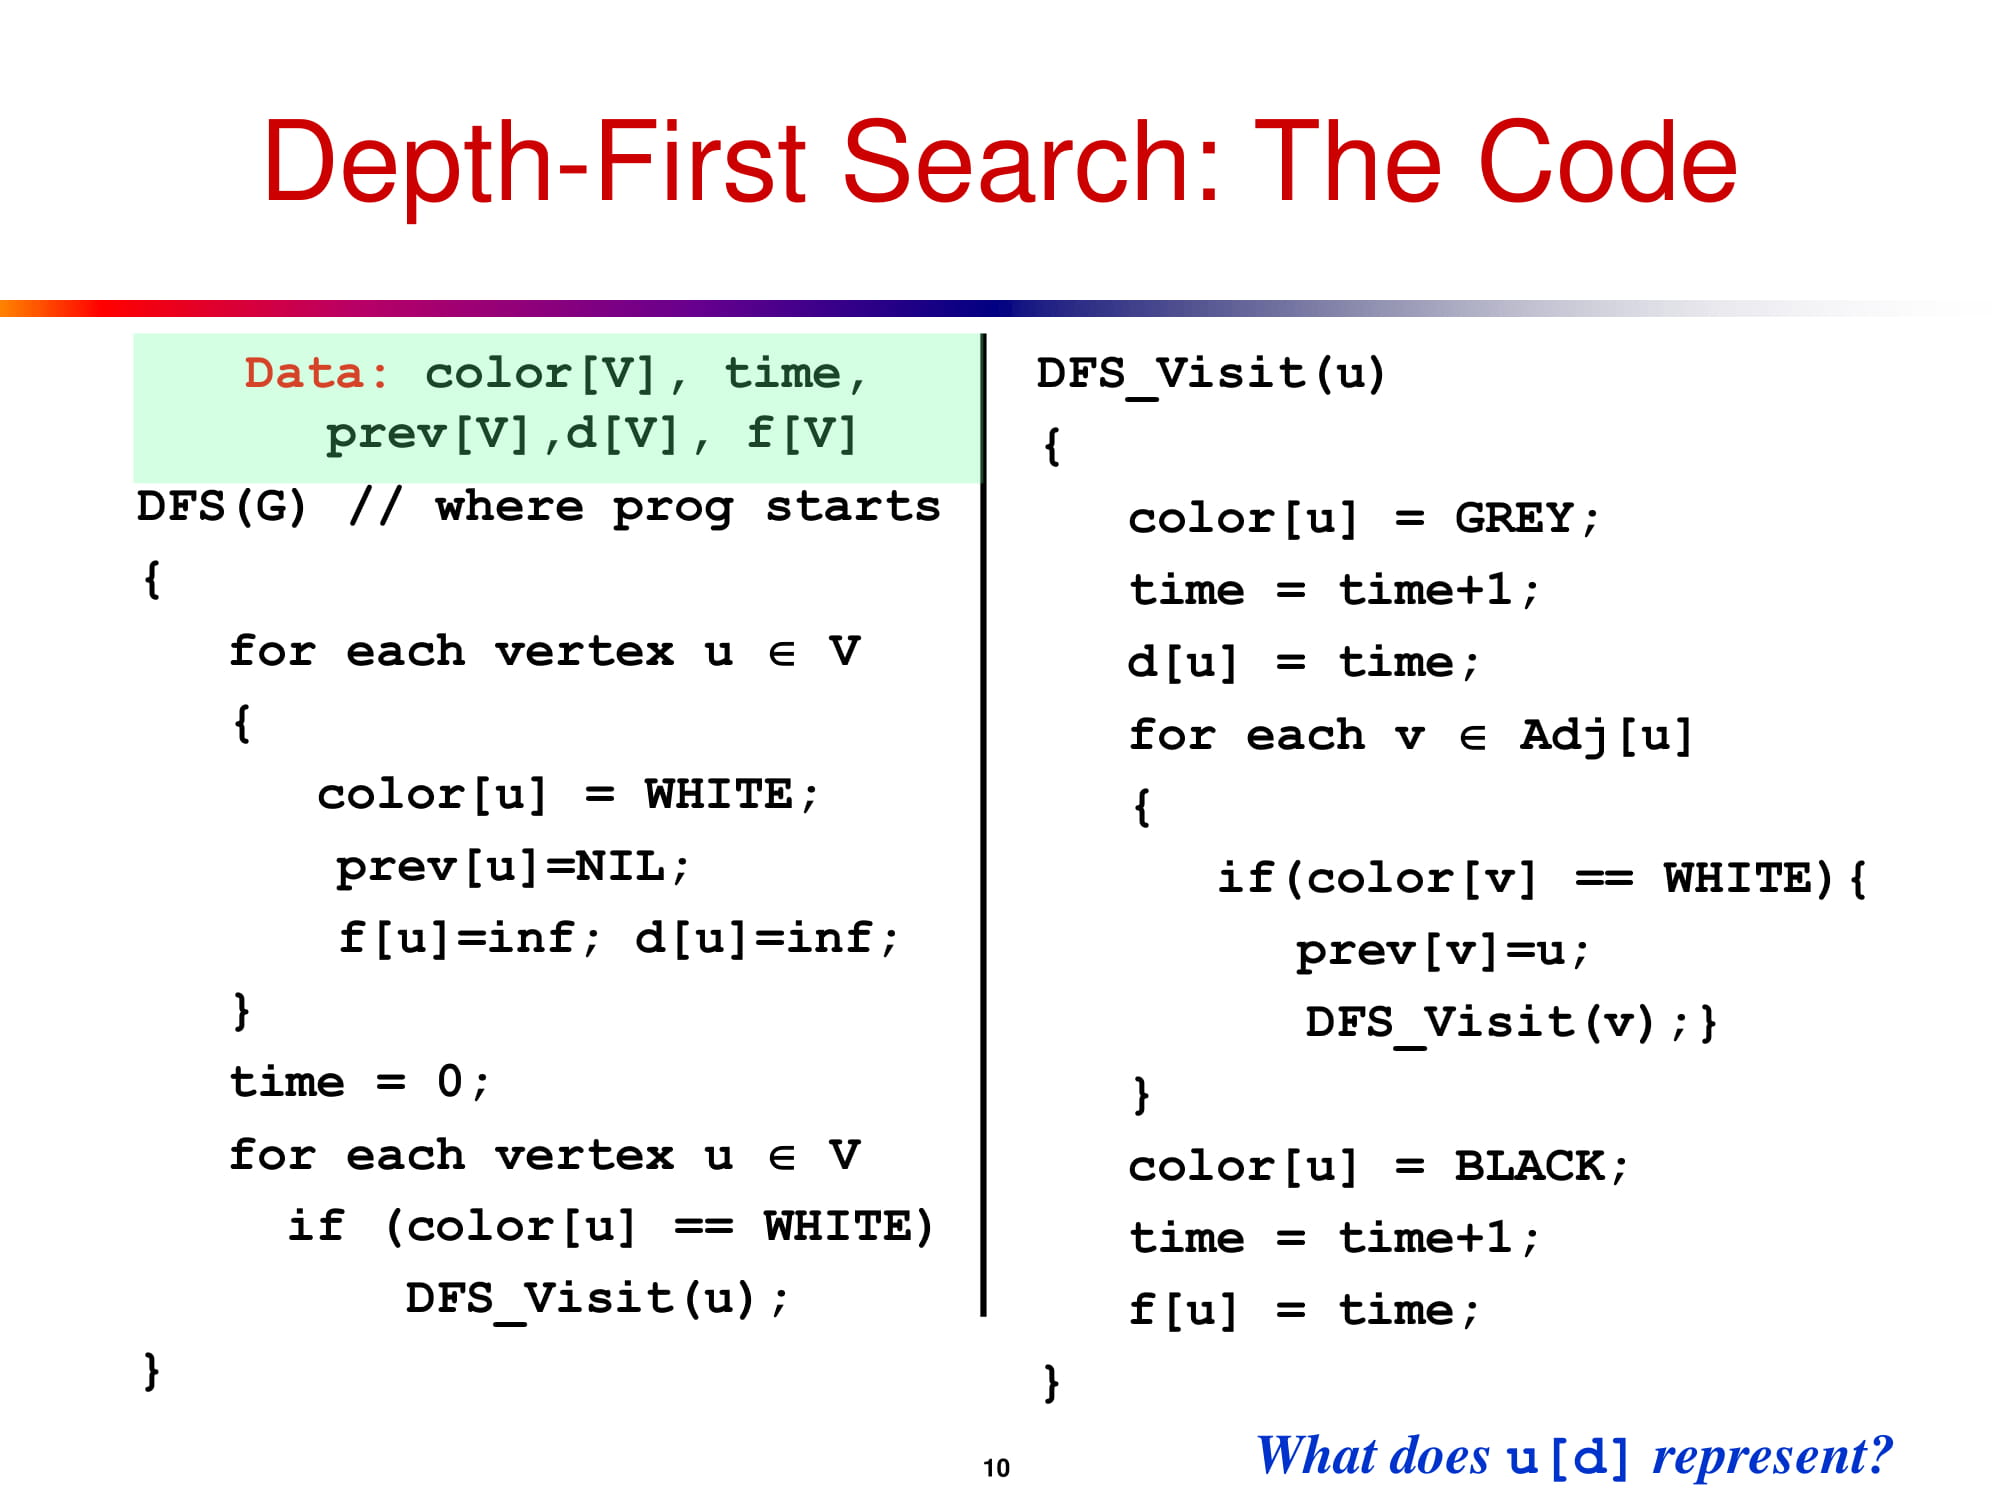 Depth-First Search: The Code
Data: color[V], time,
prev[V],d[V], f[V]
DFS(G) // where prog starts
{
for each vertex u ∈ V
{
color[u] = WHITE;
prev[u]=NIL;
f[u]=inf; d[u]=inf;
}
time = 0;
for each vertex u ∈ V
if (color[u] == WHITE)
DFS_Visit(u);
}
DFS_Visit(u)
{
color[u] = GREY;
time = time+1;
d[u] = time;
for each v ∈ Adj[u]
{
if(color[v] == WHITE){
prev[v]=u;
DFS_Visit(v);}
}
color[u] = BLACK;
time = time+1;
f[u] = time;
}
10
What does u[d] represent?